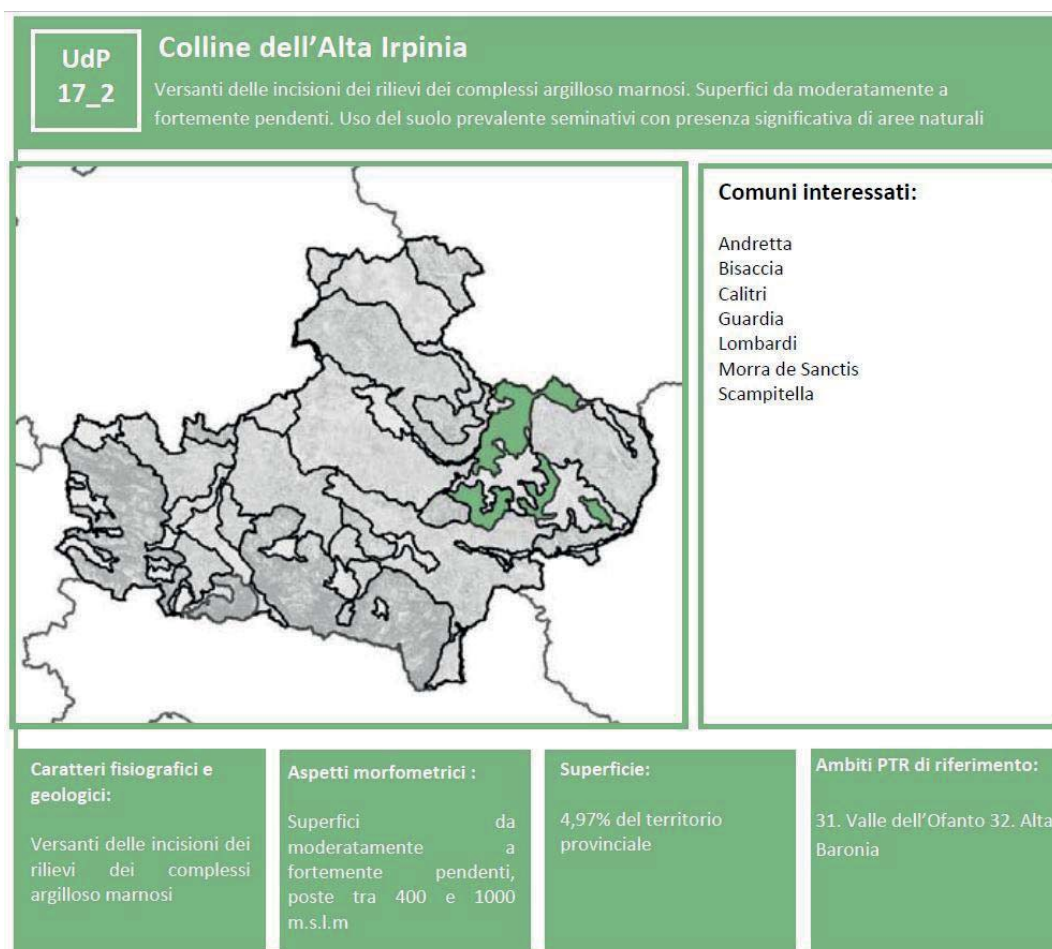 UdP
17_2
Colline dell'Alta Irpinia
Versanti delle incisioni dei rilievi dei complessi argilloso marnosi. Superfici da moderatamente a
fortemente pendenti. Uso del suolo prevalente seminativi con presenza significativa di aree naturali
Comuni interessati:
Andretta
Bisaccia
Calitri
Guardia
Lombardi
Morra de Sanctis
Scampitella
Caratteri fisiografici e
geologici:
Versanti delle incisioni dei
rilievi dei complessi
argilloso marnosi
Aspetti morfometrici :
Superfici da
moderatamente a
fortemente pendenti,
poste tra 400 e 1000
m.s.l.m
Superficie:
4,97% del territorio
provinciale
Ambiti PTR di riferimento:
31. Valle dell'Ofanto 32. Alta
Baronia